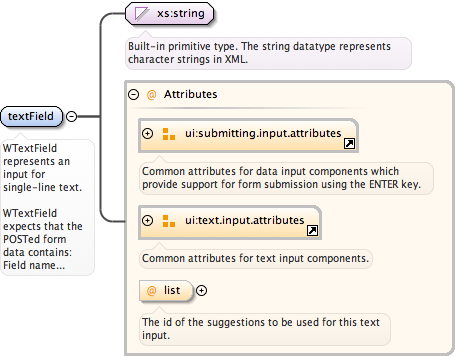 xs:string
Built-in primitive type. The string datatype represents
character strings in XML.
textField
WTextField
represents an
input for
single-line text.
WTextField
expects that the
POSTed form
data contains:
Field name...
@ Attributes
ui:submitting.input.attributes
Common attributes for data input components which
provide support for form submission using the ENTER key.
ui:text.input.attributes
Common attributes for text input components.
@ list
The id of the suggestions to be used for this text
input.